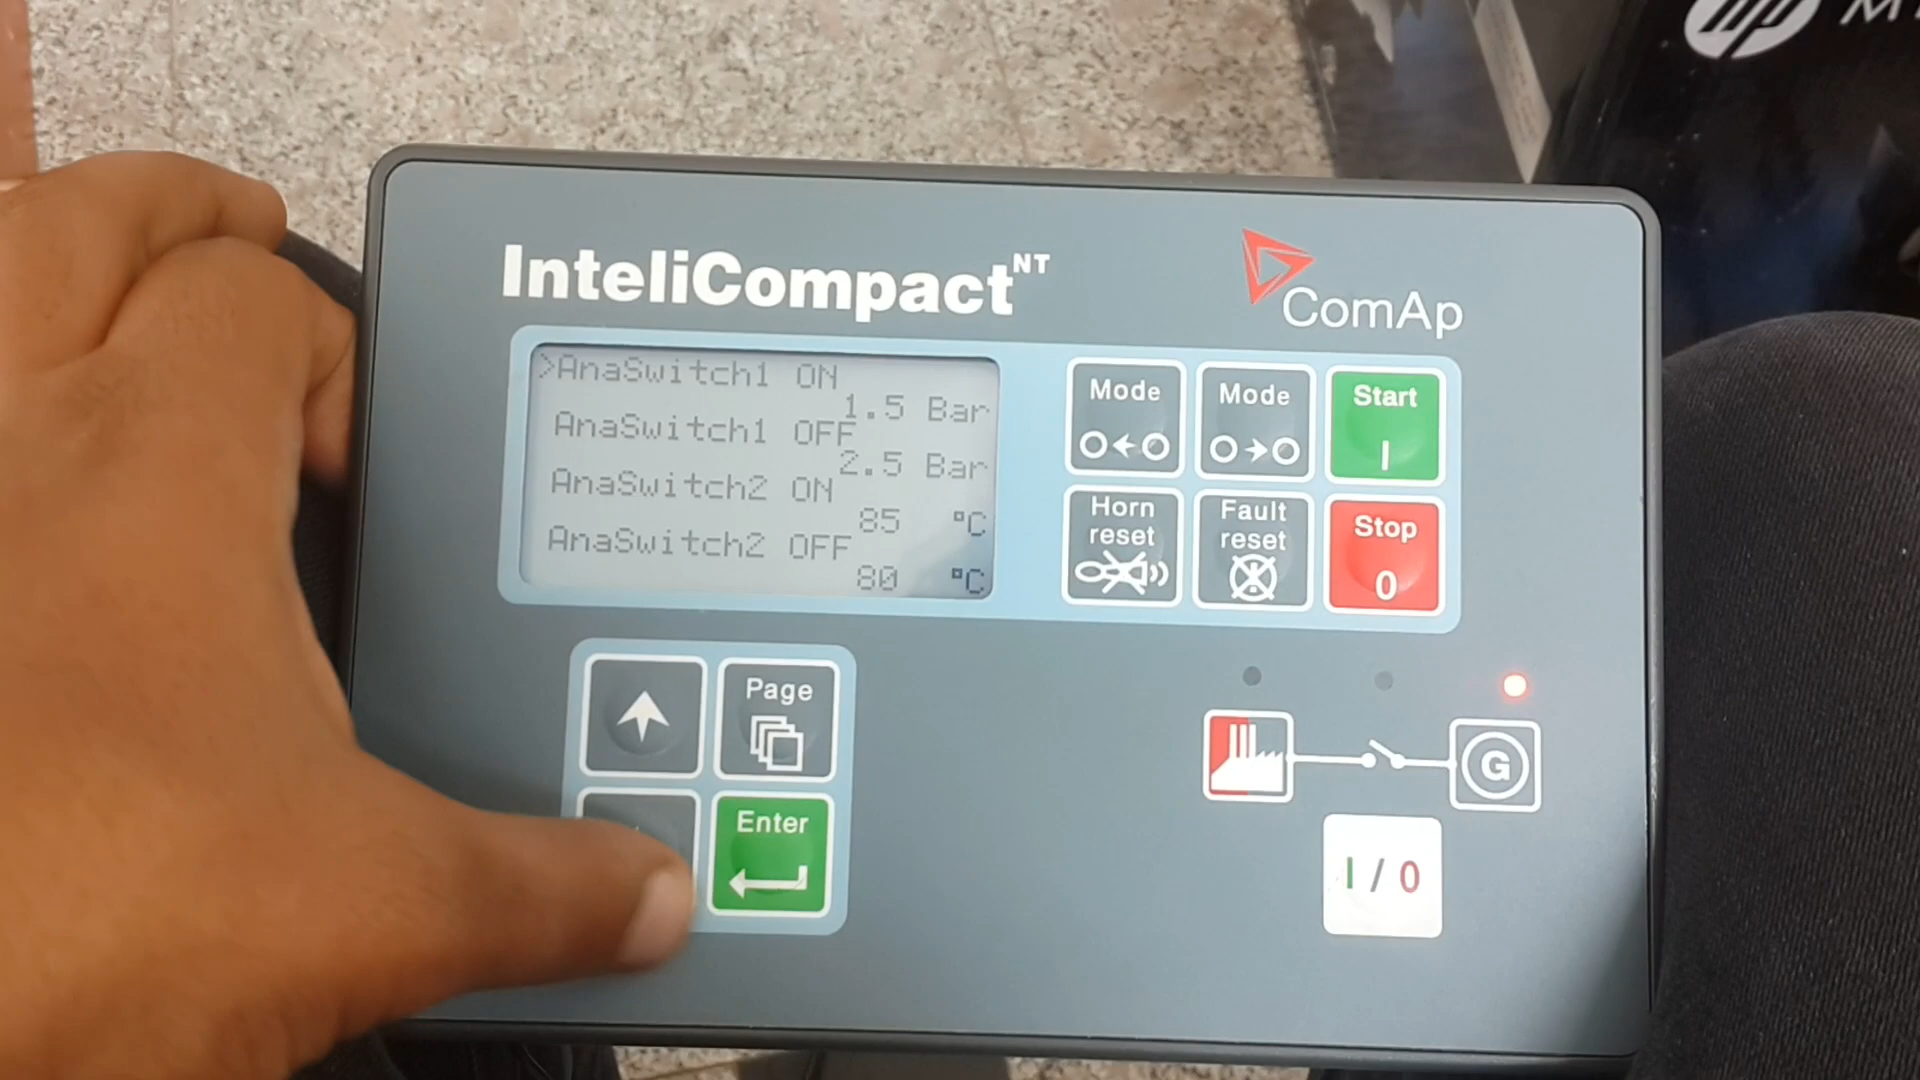 hp
InteliCompact NT
ComAp
>AnaSwitch1 ON
1.5 Bar
AnaSwitch1 OFF
2.5 Bar
AnaSwitch2 ON
85 °C
AnaSwitch2 OFF
80 °C
Mode
Mode
Start
I
Horn
reset
Fault
reset
Stop
0
Page
Enter
G
I / 0